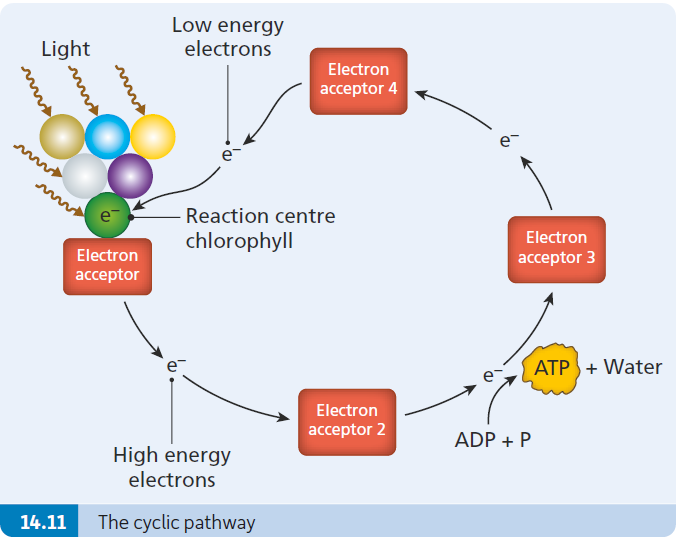 Low energy
electrons
Light
Electron
acceptor 4
e⁻
e⁻
e⁻
Reaction centre
chlorophyll
Electron
acceptor
Electron
acceptor 3
e⁻
e⁻
ATP + Water
Electron
acceptor 2
ADP + P
High energy
electrons
14.11 The cyclic pathway